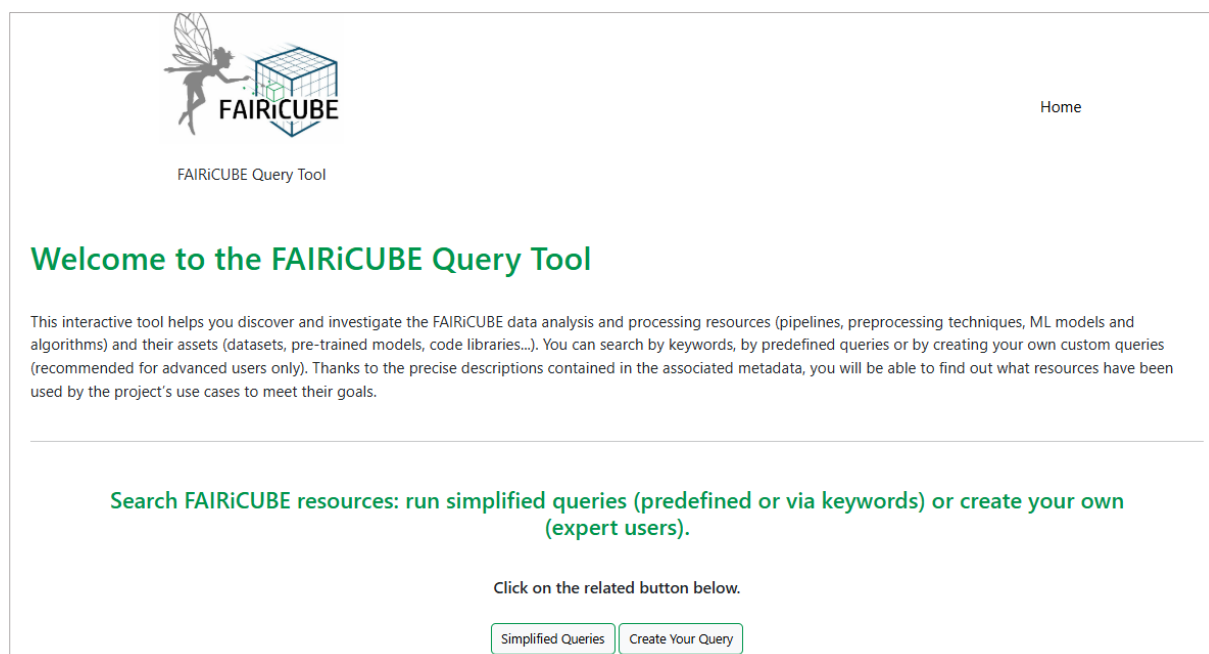 FAIRiCUBE
Home
FAIRiCUBE Query Tool
Welcome to the FAIRiCUBE Query Tool
This interactive tool helps you discover and investigate the FAIRiCUBE data analysis and processing resources (pipelines, preprocessing techniques, ML models and
algorithms) and their assets (datasets, pre-trained models, code libraries...). You can search by keywords, by predefined queries or by creating your own custom queries
(recommended for advanced users only). Thanks to the precise descriptions contained in the associated metadata, you will be able to find out what resources have been
used by the project's use cases to meet their goals.
Search FAIRiCUBE resources: run simplified queries (predefined or via keywords) or create your own
(expert users).
Click on the related button below.
Simplified Queries Create Your Query